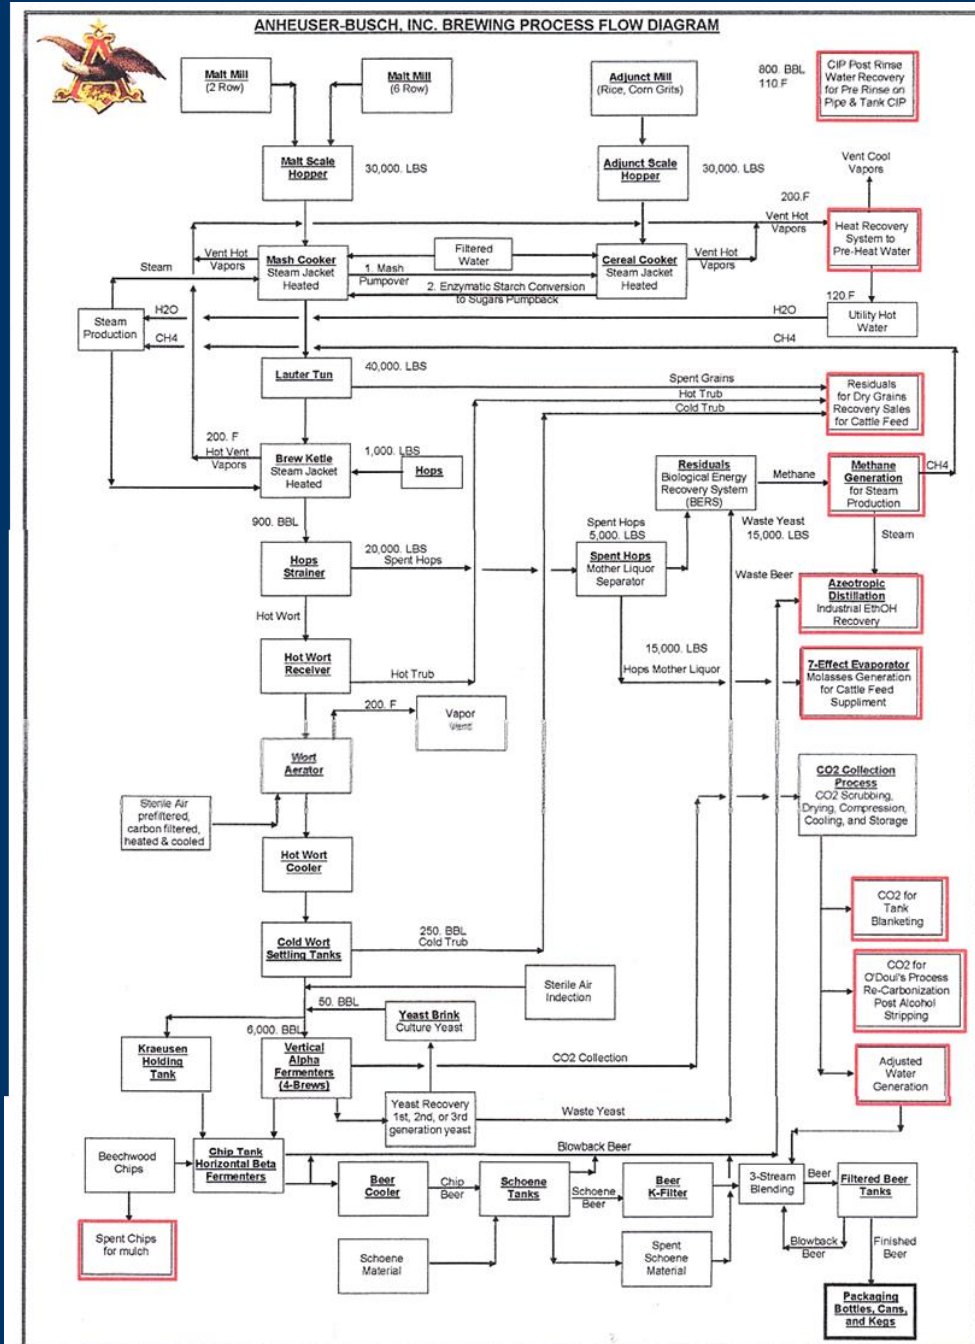 ANHEUSER-BUSCH, INC. BREWING PROCESS FLOW DIAGRAM
Malt Mill
(2 Row)
Malt Mill
(6 Row)
Adjunct Mill
(Rice, Corn Grits)
800. BBL
110.F
CIP Post Rinse
Water Recovery
for Pre Rinse on
Pipe & Tank CIP
Malt Scale
Hopper
30,000. LBS
Adjunct Scale
Hopper
30,000. LBS
Vent Cool
Vapors
200.F
Vent Hot
Vapors
Heat Recovery
System to
Pre-Heat Water
Steam
Vent Hot
Vapors
Mash Cooker
Steam Jacket
Heated
Filtered
Water
1. Mash
Pumpover
2. Enzymatic Starch Conversion
to Sugars Pumpback
Cereal Cooker
Steam Jacket
Heated
Vent Hot
Vapors
120.F
Steam
Production
H2O
H2O
Utility Hot
Water
CH4
CH4
Lauter Tun
40,000. LBS
Spent Grains
Hot Trub
Cold Trub
Residuals
for Dry Grains
Recovery Sales
for Cattle Feed
200. F
Hot Vent
Vapors
Brew Ketle
Steam Jacket
Heated
1,000. LBS
Hops
Residuals
Biological Energy
Recovery System
(BERS)
Methane
Methane
Generation
for Steam
Production
CH4
900. BBL
Hops
Strainer
20,000. LBS
Spent Hops
Spent Hops
5,000. LBS
Spent Hops
Mother Liquor
Separator
Waste Yeast
15,000. LBS
Steam
Waste Beer
Azeotropic
Distillation
Industrial EthOH
Recovery
Hot Wort
Hot Wort
Receiver
Hot Trub
15,000. LBS
Hops Mother Liquor
7-Effect Evaporator
Molasses Generation
for Cattle Feed
Suppliment
200. F
Vapor
Vent
Wort
Aerator
Sterile Air
prefiltered,
carbon filtered,
heated & cooled
CO2 Collection
Process
CO2 Scrubbing,
Drying, Compression,
Cooling, and Storage
Hot Wort
Cooler
CO2 for
Tank
Blanketing
Cold Wort
Settling Tanks
250. BBL
Cold Trub
CO2 for
O'Doul's Process
Re-Carbonization
Post Alcohol
Stripping
Sterile Air
Indection
50. BBL
Yeast Brink
Culture Yeast
6,000. BBL
Kraeusen
Holding
Tank
Vertical
Alpha
Fermenters
(4-Brews)
CO2 Collection
Adjusted
Water
Generation
Yeast Recovery
1st, 2nd, or 3rd
generation yeast
Waste Yeast
Beechwood
Chips
Chip Tank
Horizontal Beta
Fermenters
Blowback Beer
Beer
Cooler
Chip
Beer
Schoene
Tanks
Schoene
Beer
Beer
K-Filter
3-Stream
Blending
Beer
Filtered Beer
Tanks
Spent Chips
for mulch
Schoene
Material
Spent
Schoene
Material
Blowback
Beer
Finished
Beer
Packaging
Bottles, Cans,
and Kegs